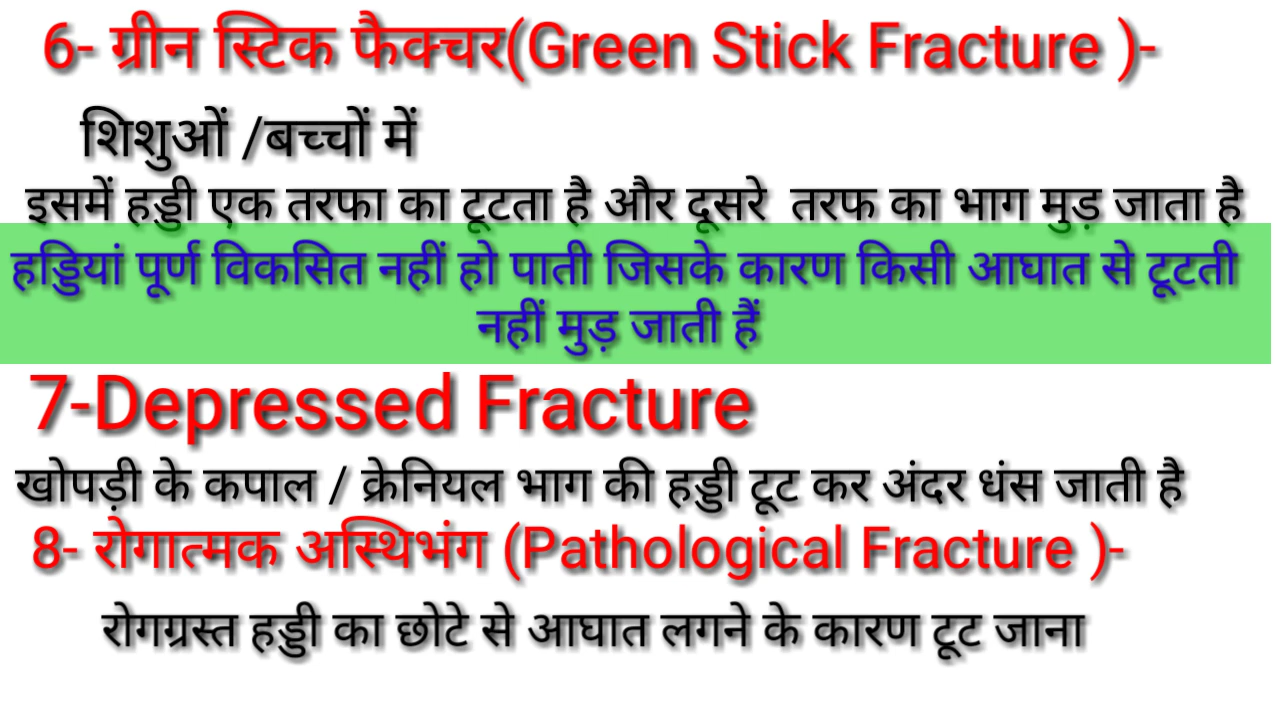 6- ग्रीन स्टिक फैक्चर(Green Stick Fracture )-
शिशुओं /बच्चों में
इसमें हड्डी एक तरफा का टूटता है और दूसरे तरफ का भाग मुड़ जाता है
हड्डियां पूर्ण विकसित नहीं हो पाती जिसके कारण किसी आघात से टूटती
नहीं मुड़ जाती हैं
7-Depressed Fracture
खोपड़ी के कपाल / क्रेनियल भाग की हड्डी टूट कर अंदर धंस जाती है
8- रोगात्मक अस्थिभंग (Pathological Fracture )-
रोगग्रस्त हड्डी का छोटे से आघात लगने के कारण टूट जाना